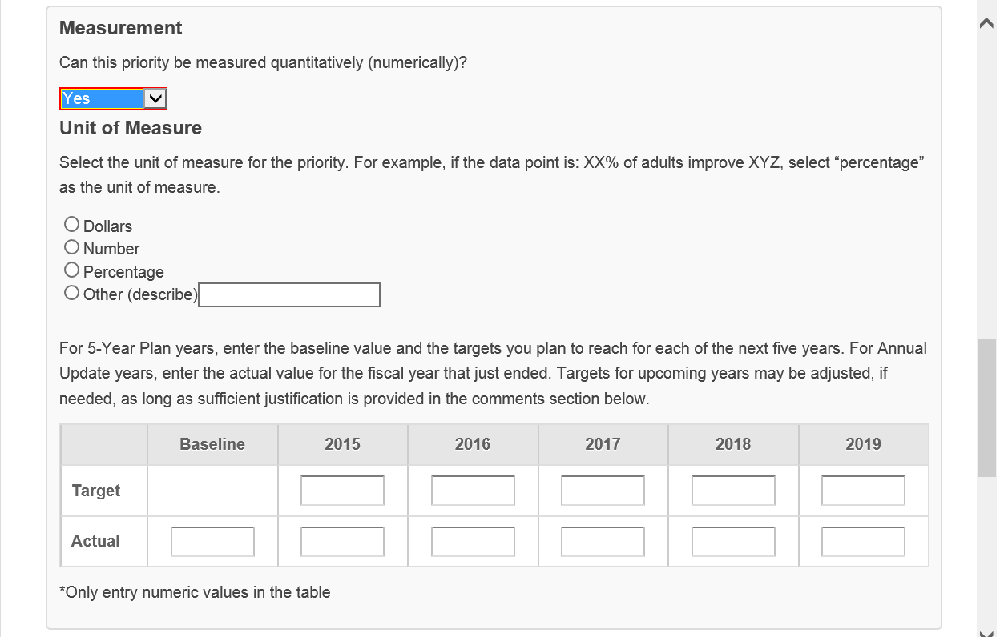 Measurement
Can this priority be measured quantitatively (numerically)?
Yes
Unit of Measure
Select the unit of measure for the priority. For example, if the data point is: XX% of adults improve XYZ, select “percentage”
as the unit of measure.
Dollars
Number
Percentage
Other (describe)
For 5-Year Plan years, enter the baseline value and the targets you plan to reach for each of the next five years. For Annual
Update years, enter the actual value for the fiscal year that just ended. Targets for upcoming years may be adjusted, if
needed, as long as sufficient justification is provided in the comments section below.
Baseline 2015 2016 2017 2018 2019
Target
Actual
*Only entry numeric values in the table